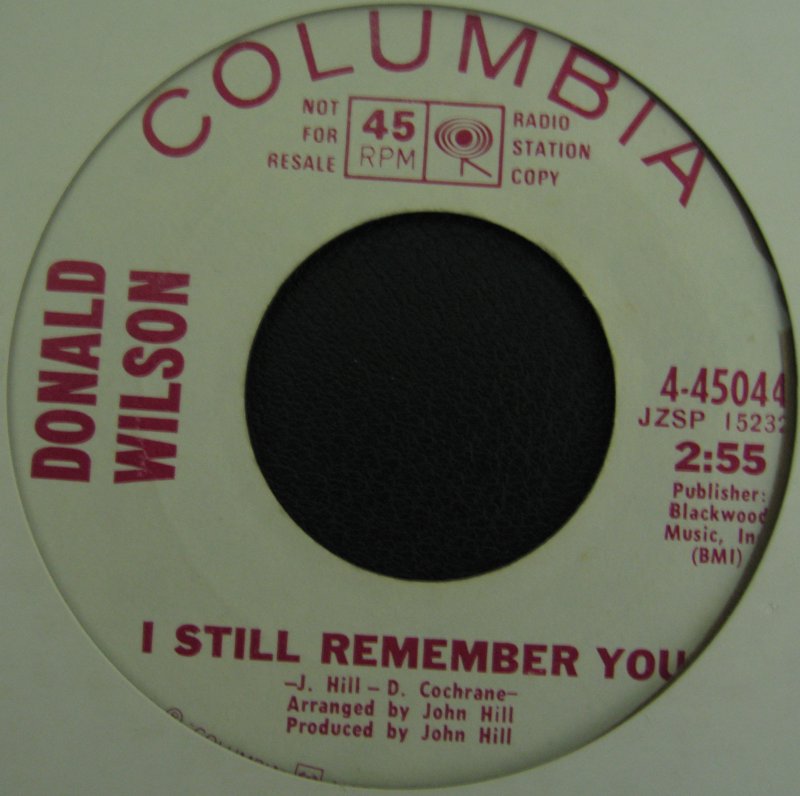 COLUMBIA
NOT
FOR
RESALE
45
RPM
RADIO
STATION
COPY
DONALD
WILSON
4-45044
JZSP 15232
2:55
Publisher:
Blackwood
Music, In
(BMI)
I STILL REMEMBER YOU
—J. Hill – D. Cochrane—
Arranged by John Hill
Produced by John Hill